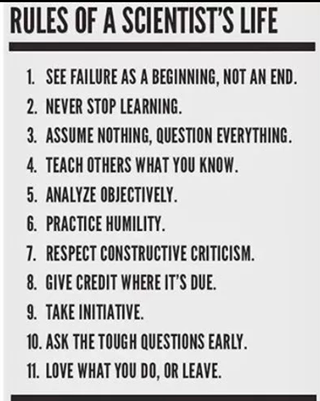 RULES OF A SCIENTIST'S LIFE
1. SEE FAILURE AS A BEGINNING, NOT AN END.
2. NEVER STOP LEARNING.
3. ASSUME NOTHING, QUESTION EVERYTHING.
4. TEACH OTHERS WHAT YOU KNOW.
5. ANALYZE OBJECTIVELY.
6. PRACTICE HUMILITY.
7. RESPECT CONSTRUCTIVE CRITICISM.
8. GIVE CREDIT WHERE IT'S DUE.
9. TAKE INITIATIVE.
10. ASK THE TOUGH QUESTIONS EARLY.
11. LOVE WHAT YOU DO, OR LEAVE.